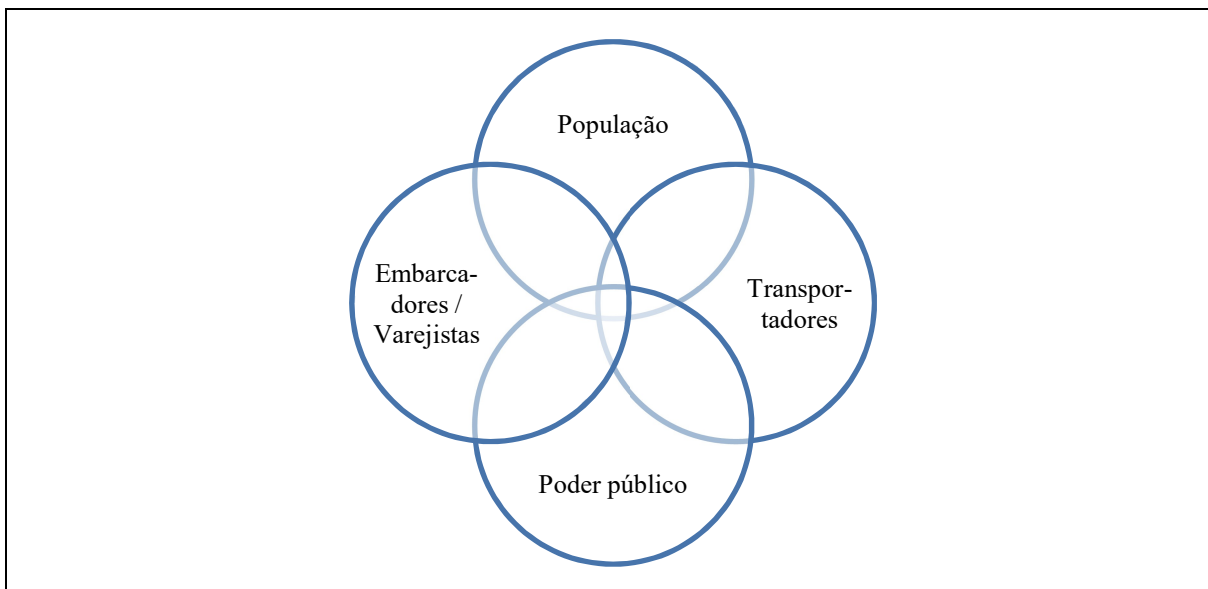 População
Embarca-
dores /
Varejistas
Transpor-
tadores
Poder público